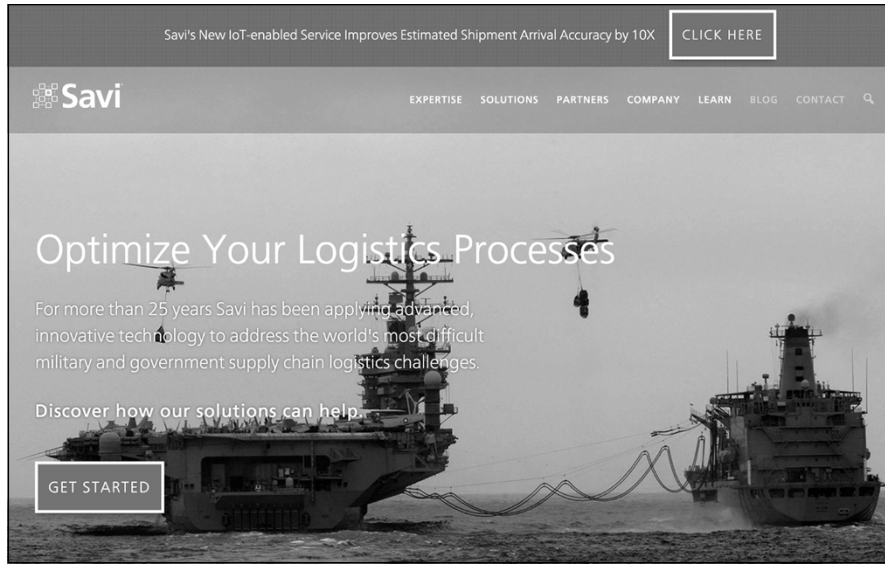 Savi's New IoT-enabled Service Improves Estimated Shipment Arrival Accuracy by 10X CLICK HERE
Savi EXPERTISE SOLUTIONS PARTNERS COMPANY LEARN BLOG CONTACT
Optimize Your Logistics Processes
For more than 25 years Savi has been applying advanced,
innovative technology to address the world's most difficult
military and government supply chain logistics challenges.
Discover how our solutions can help.
GET STARTED